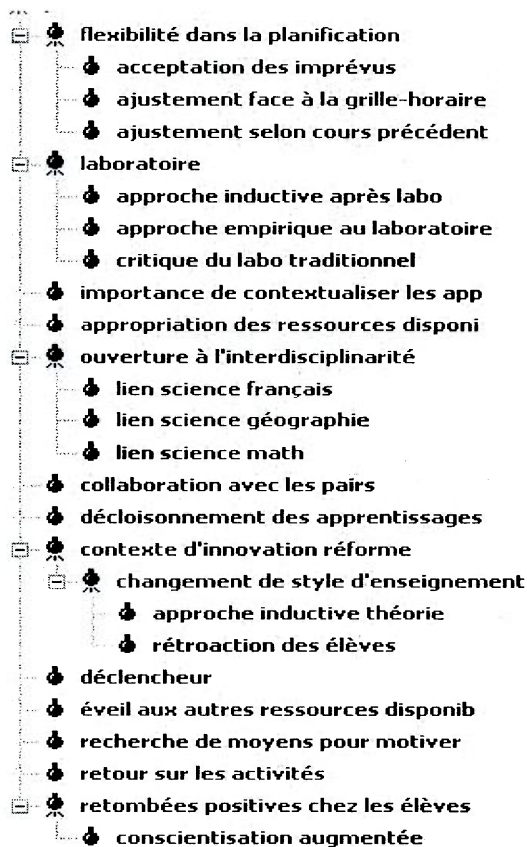 flexibilité dans la planification
acceptation des imprévus
ajustement face à la grille-horaire
ajustement selon cours précédent
laboratoire
approche inductive après labo
approche empirique au laboratoire
critique du labo traditionnel
importance de contextualiser les app
appropriation des ressources disponi
ouverture à l'interdisciplinarité
lien science français
lien science géographie
lien science math
collaboration avec les pairs
décloisonnement des apprentissages
contexte d'innovation réforme
changement de style d'enseignement
approche inductive théorie
rétroaction des élèves
déclencheur
éveil aux autres ressources disponib
recherche de moyens pour motiver
retour sur les activités
retombées positives chez les élèves
conscientisation augmentée